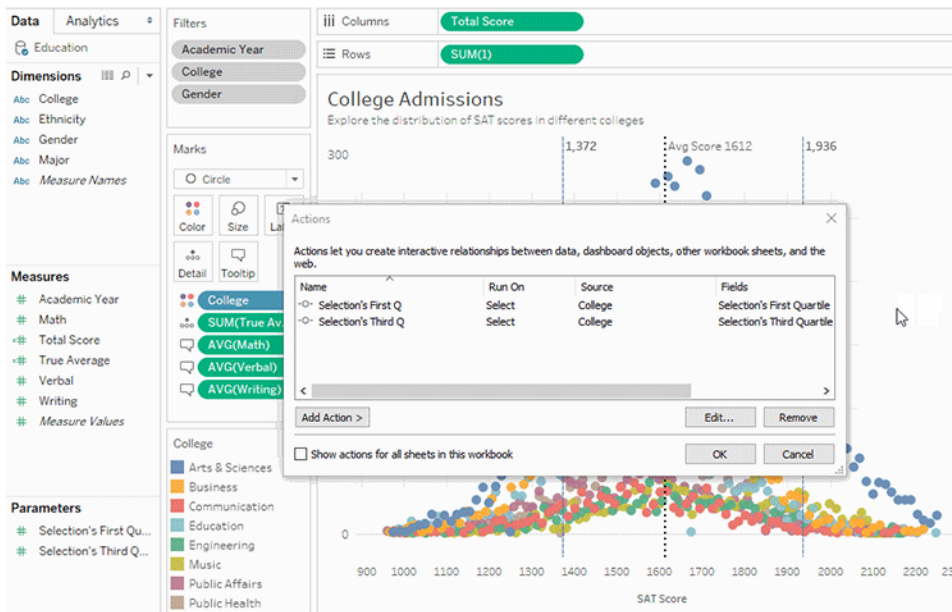 Data
Analytics
Education
Dimensions
Abc College
Abc Ethnicity
Abc Gender
Abc Major
Abc Measure Names
Measures
# Academic Year
# Math
=# Total Score
=# True Average
# Verbal
# Writing
# Measure Values
Parameters
# Selection's First Qu...
# Selection's Third Q...
Filters
Academic Year
College
Gender
Marks
Circle
Color
Size
Detail
Tooltip
College
SUM(True Av..
AVG(Math)
AVG(Verbal)
AVG(Writing)
College
Arts & Sciences
Business
Communication
Education
Engineering
Music
Public Affairs
Public Health
iii Columns
Total Score
Rows
SUM(1)
College Admissions
Explore the distribution of SAT scores in different colleges
1,372
Avg Score 1612
1,936
300
0
900 1000 1200 1300 1400 1500 1600 1700 1800 1900 2000 2100 2200
SAT Score
Actions
Actions let you create interactive relationships between data, dashboard objects, other workbook sheets, and the
web.
Name Run On Source Fields
Selection's First Q Select College Selection's First Quartile
Selection's Third Q Select College Selection's Third Quartile
Add Action >
Edit...
Remove
Show actions for all sheets in this workbook
OK
Cancel